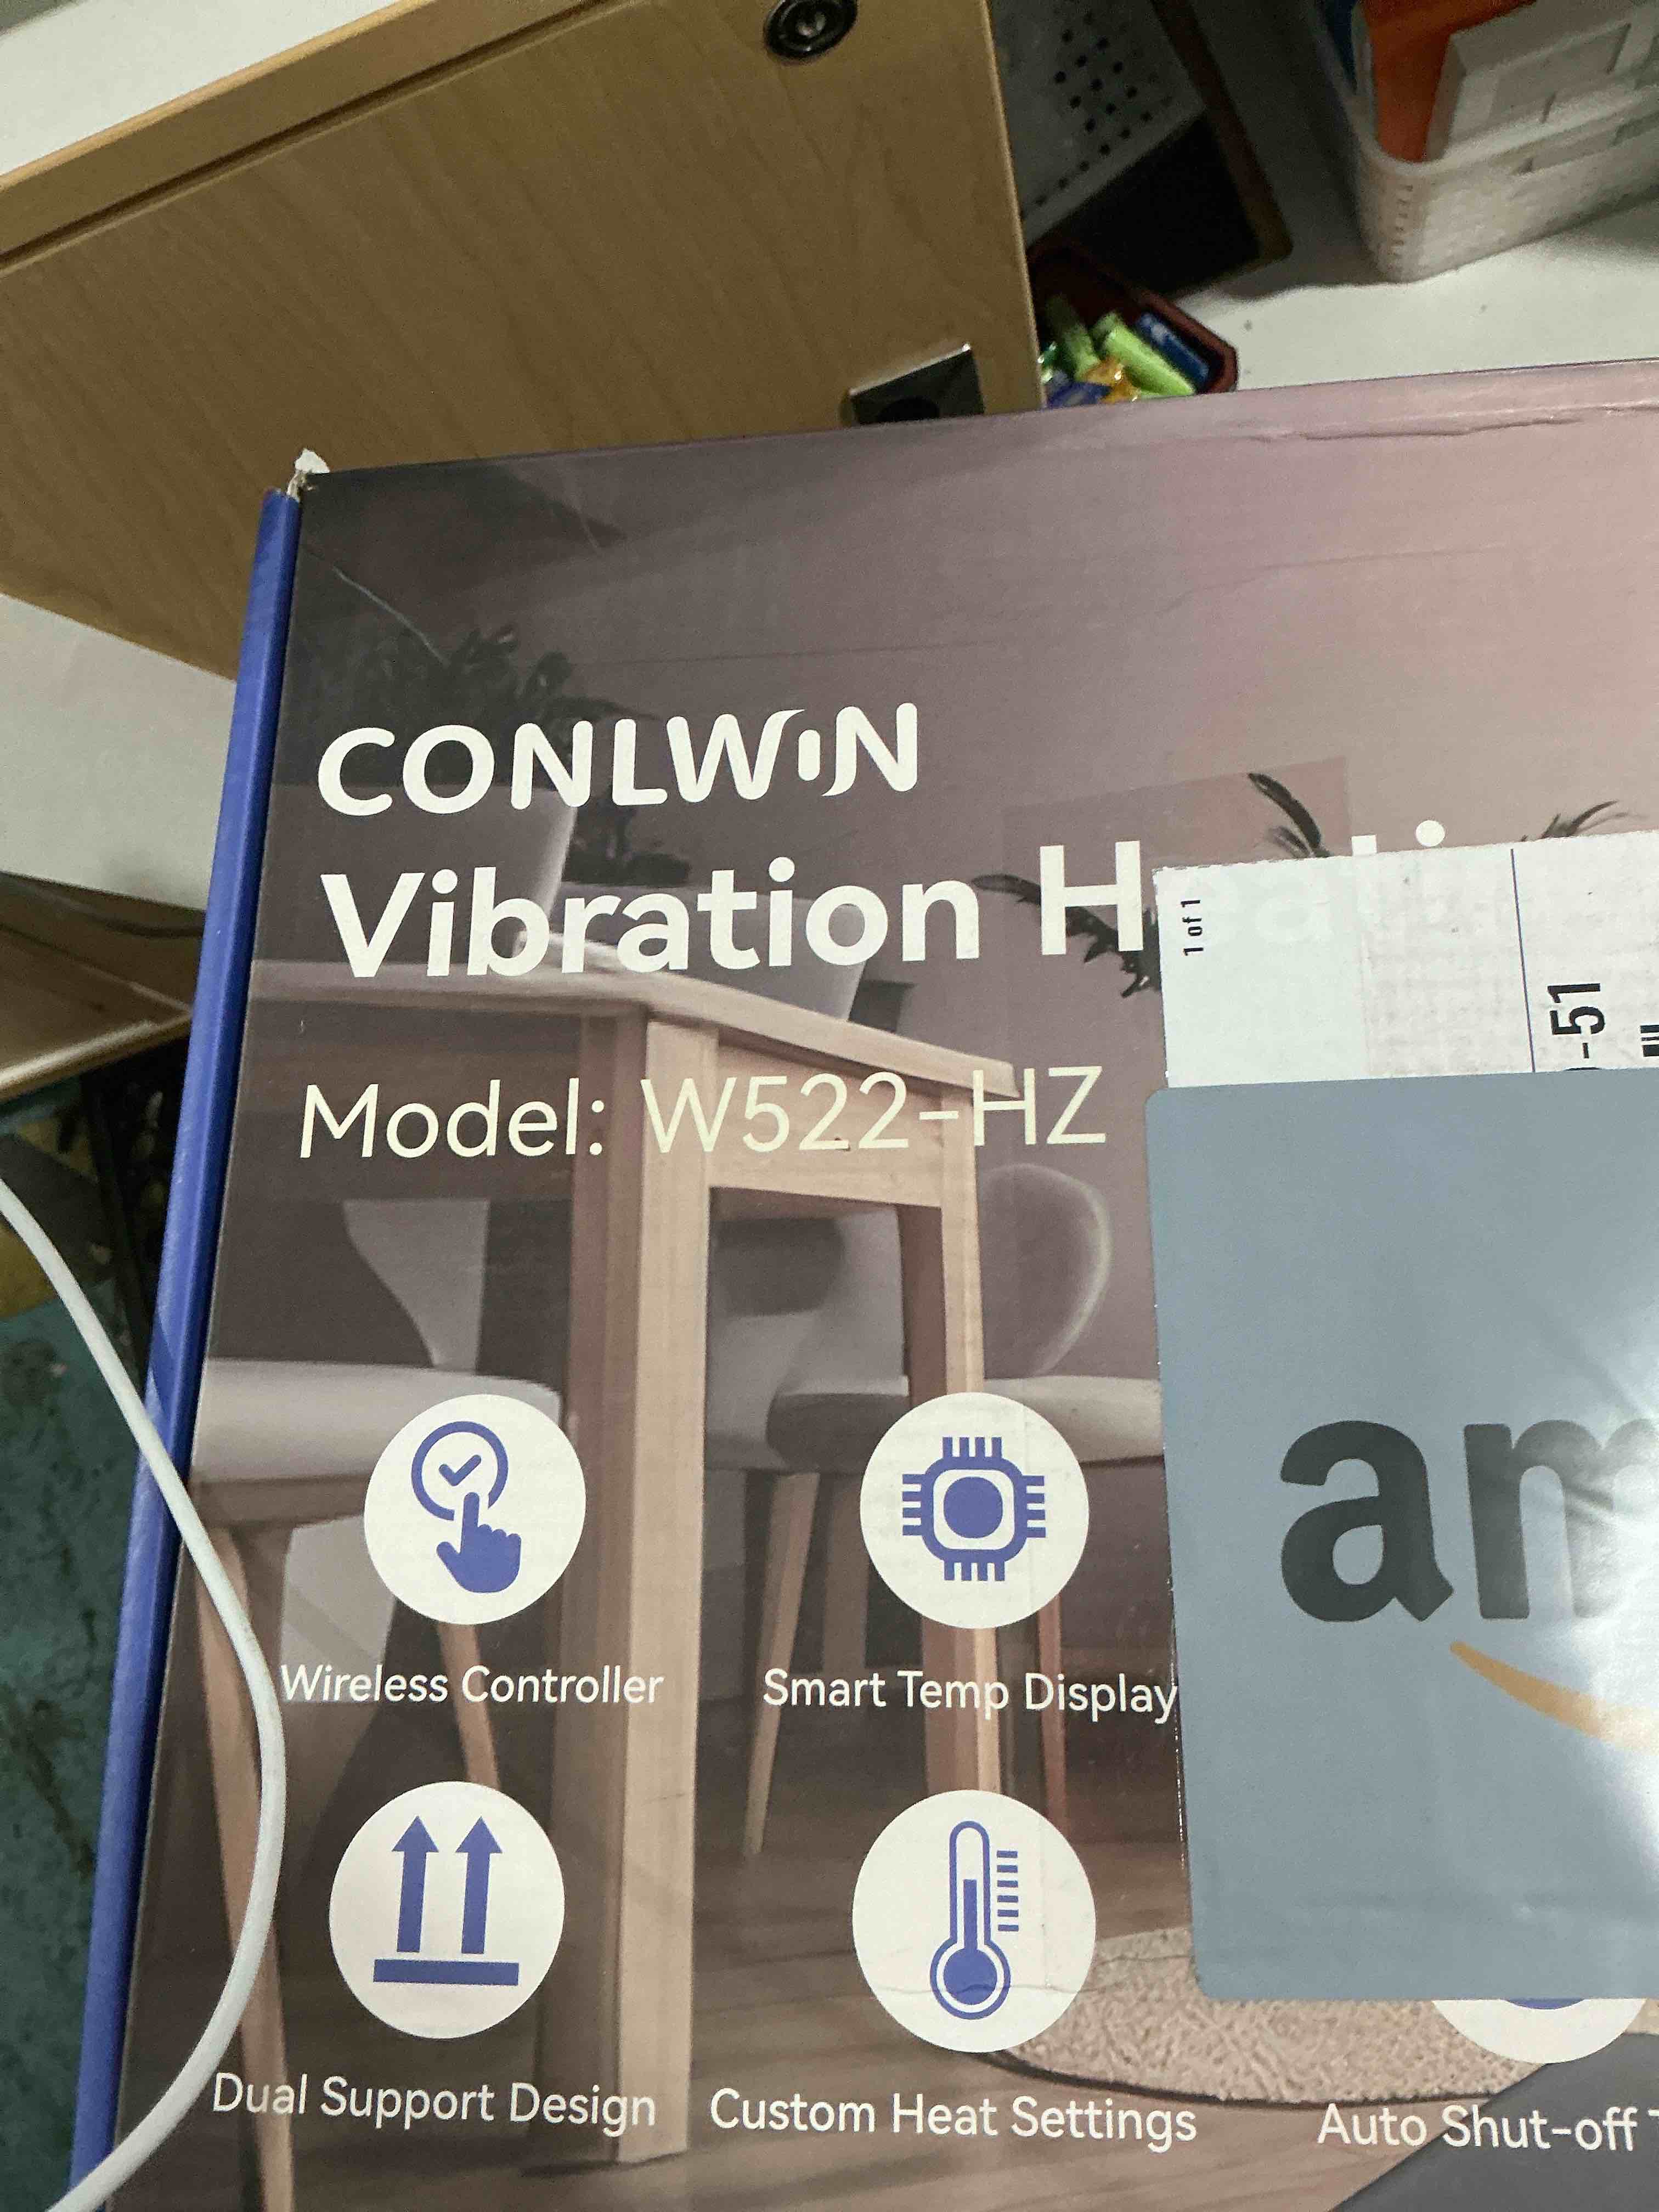 CONLWIN
Vibration Heati
1 of 1
-51
Model: W522-HZ
am
Wireless Controller
Smart Temp Display
Dual Support Design
Custom Heat Settings
Auto Shut-off